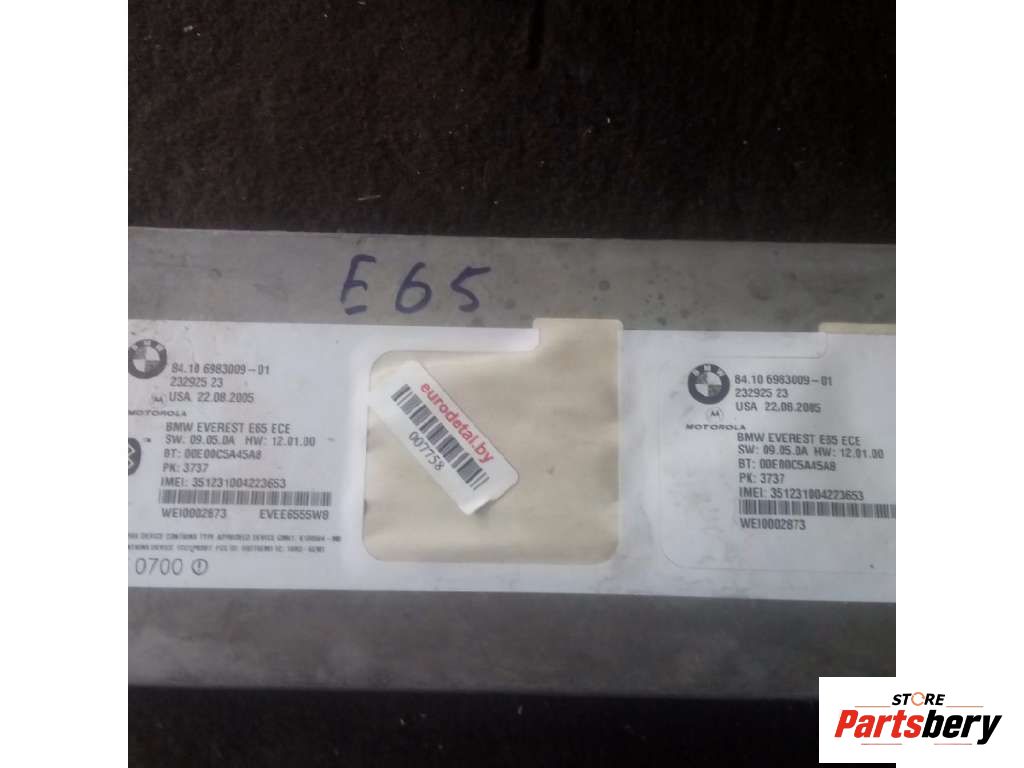 E65
BMW
84.10 6983009-01
232925 23
USA 22.08.2005
MOTOROLA
BMW EVEREST E65 ECE
SW: 09.05.0A HW: 12.01.00
BT: 00E00C5A45A8
PK: 3737
IMEI: 351231004223653
WEI0002873 EVEE6555WB
0700
eurodetal.by
007758
BMW
84.10 6983009-01
232925 23
USA 22.08.2005
MOTOROLA
BMW EVEREST E65 ECE
SW: 09.05.0A HW: 12.01.00
BT: 00E00C5A45A8
PK: 3737
IMEI: 351231004223653
WEI0002873
STORE
Partsbery